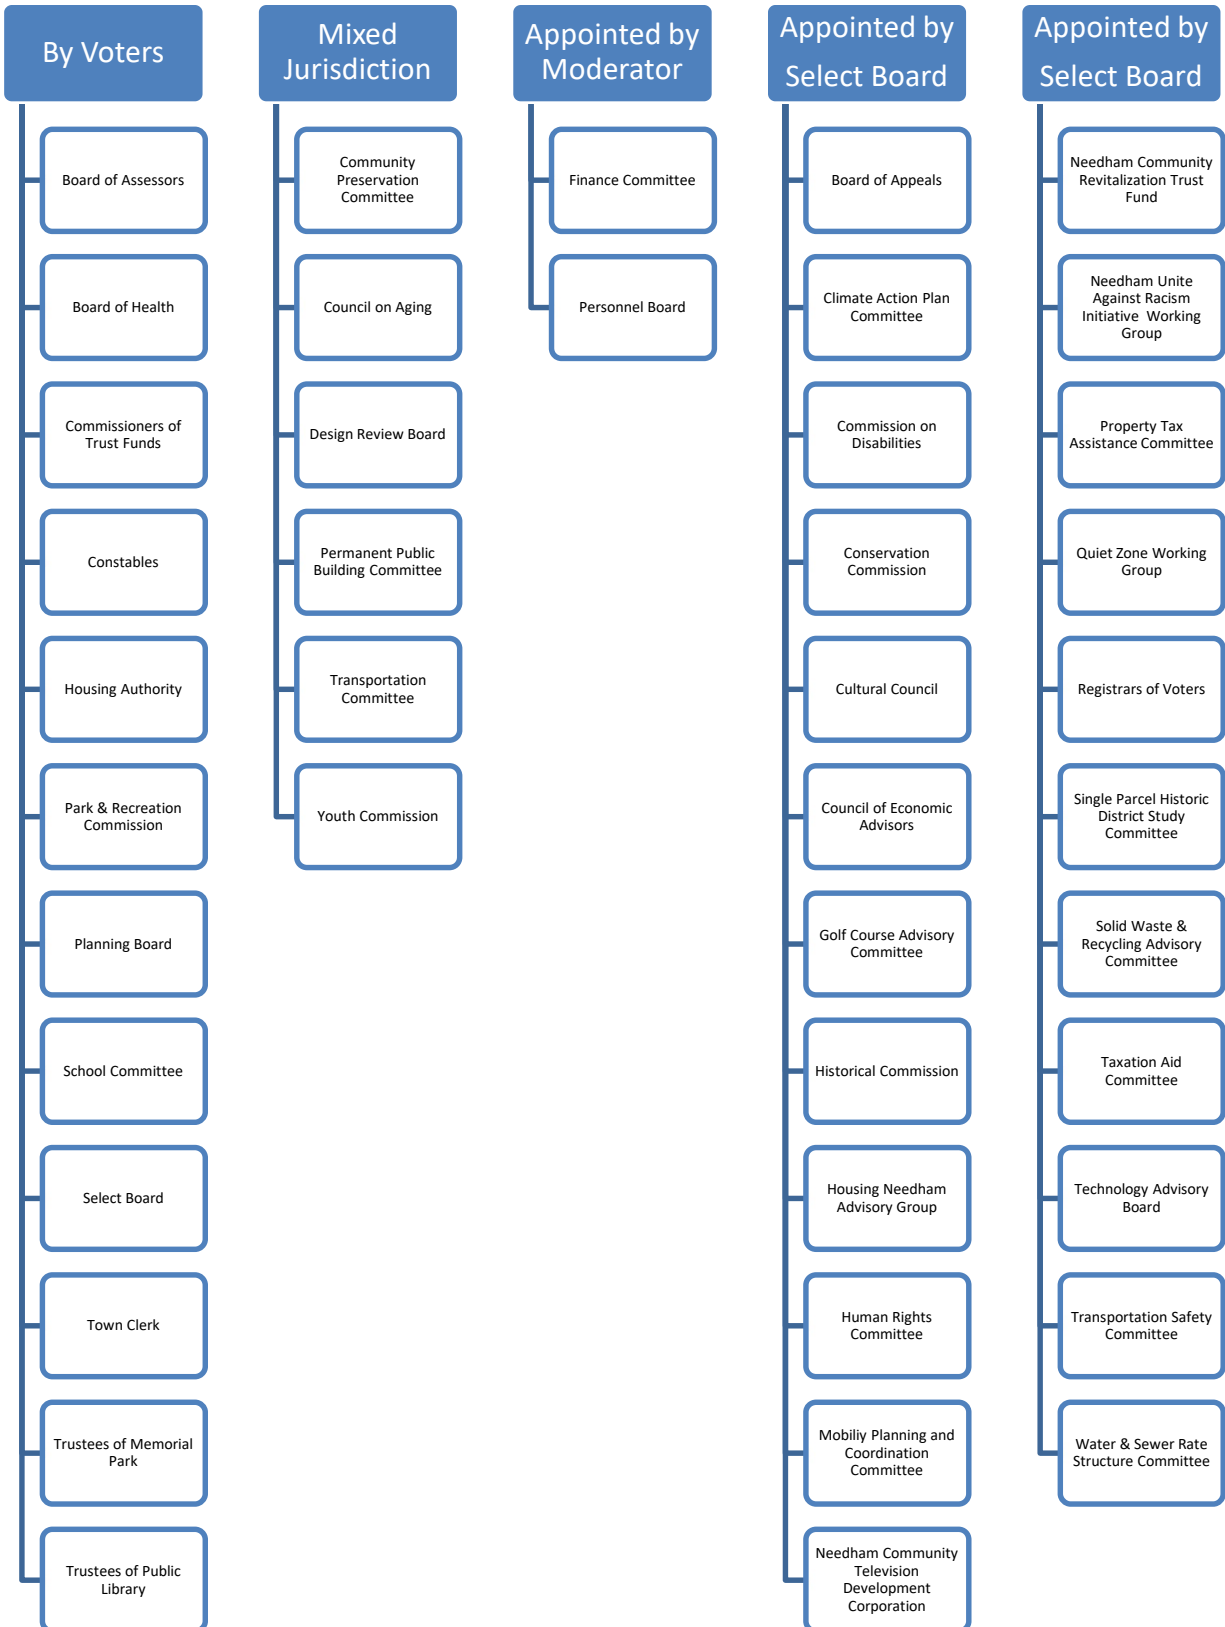 By Voters
Board of Assessors
Board of Health
Commissioners of
Trust Funds
Constables
Housing Authority
Park & Recreation
Commission
Planning Board
School Committee
Select Board
Town Clerk
Trustees of Memorial
Park
Trustees of Public
Library
Mixed
Jurisdiction
Community
Preservation
Committee
Council on Aging
Design Review Board
Permanent Public
Building Committee
Transportation
Committee
Youth Commission
Appointed by
Moderator
Finance Committee
Personnel Board
Appointed by
Select Board
Board of Appeals
Climate Action Plan
Committee
Commission on
Disabilities
Conservation
Commission
Cultural Council
Council of Economic
Advisors
Golf Course Advisory
Committee
Historical Commission
Housing Needham
Advisory Group
Human Rights
Committee
Mobiliy Planning and
Coordination
Committee
Needham Community
Television
Development
Corporation
Appointed by
Select Board
Needham Community
Revitalization Trust
Fund
Needham Unite
Against Racism
Initiative Working
Group
Property Tax
Assistance Committee
Quiet Zone Working
Group
Registrars of Voters
Single Parcel Historic
District Study
Committee
Solid Waste &
Recycling Advisory
Committee
Taxation Aid
Committee
Technology Advisory
Board
Transportation Safety
Committee
Water & Sewer Rate
Structure Committee